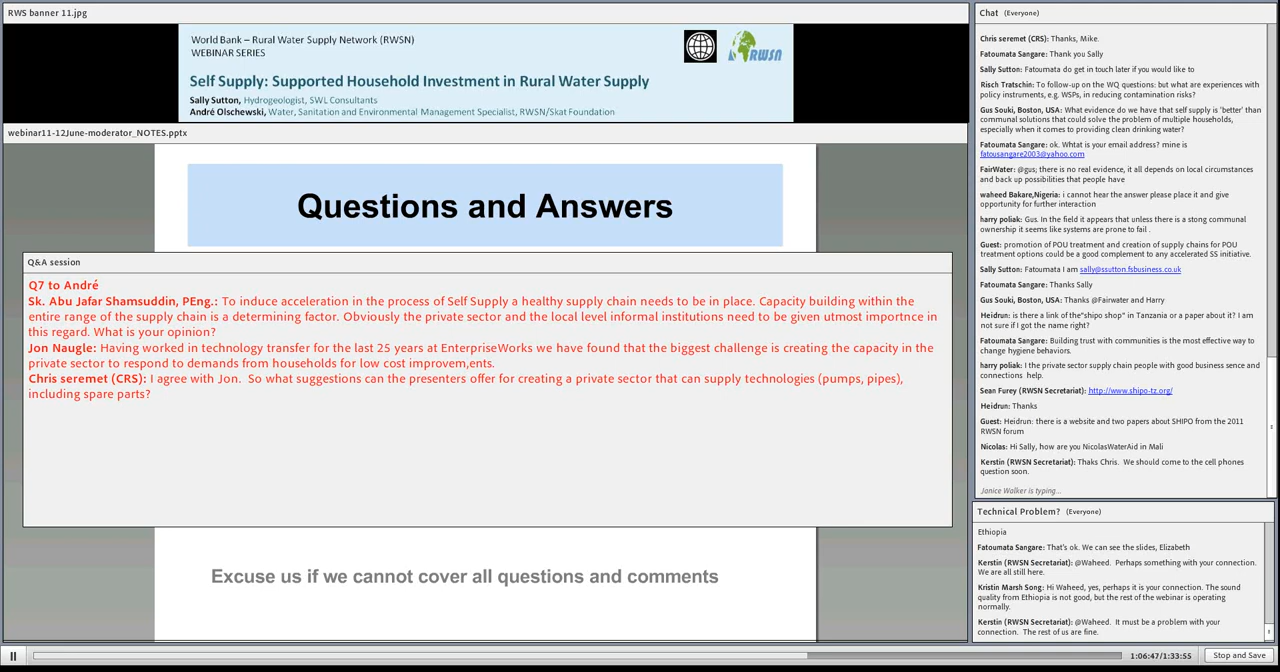 RWS banner 11.jpg
World Bank – Rural Water Supply Network (RWSN)
WEBINAR SERIES
RWSN
Self Supply: Supported Household Investment in Rural Water Supply
Sally Sutton, Hydrogeologist, SWL Consultants
André Olschewski, Water, Sanitation and Environmental Management Specialist, RWSN/Skat Foundation
webinar11-12June-moderator_NOTES.pptx
Questions and Answers
Q&A session
Q7 to André
Sk. Abu Jafar Shamsuddin, PEng.: To induce acceleration in the process of Self Supply a healthy supply chain needs to be in place. Capacity building within the
entire range of the supply chain is a determining factor. Obviously the private sector and the local level informal institutions need to be given utmost importnce in
this regard. What is your opinion?
Jon Naugle: Having worked in technology transfer for the last 25 years at EnterpriseWorks we have found that the biggest challenge is creating the capacity in the
private sector to respond to demands from households for low cost improvem,ents.
Chris seremet (CRS): I agree with Jon.  So what suggestions can the presenters offer for creating a private sector that can supply technologies (pumps, pipes),
including spare parts?
Excuse us if we cannot cover all questions and comments
Chat (Everyone)
Chris seremet (CRS): Thanks, Mike.
Fatoumata Sangare: Thank you Sally
Sally Sutton: Fatoumata do get in touch later if you would like to
Risch Tratschin: To follow-up on the WQ questions: but what are experiences with
policy instruments, e.g. WSPs, in reducing contamination risks?
Gus Souki, Boston, USA: What evidence do we have that self supply is 'better' than
communal solutions that could solve the problem of multiple households,
especially when it comes to providing clean drinking water?
Fatoumata Sangare: ok. What is your email address? mine is
fatousangare2003@yahoo.com
FairWater: @gus; there is no real evidence, it all depends on local circumstances
and back up possibilities that people have
waheed Bakare,Nigeria: i cannot hear the answer please place it and give
opportunity for further interaction
harry poliak: Gus. In the field it appears that unless there is a stong communal
ownership it seems like systems are prone to fail .
Guest: promotion of POU treatment and creation of supply chains for POU
treatment options could be a good complement to any accelerated SS initiative.
Sally Sutton: Fatoumata I am sally@ssutton.fsbusiness.co.uk
Fatoumata Sangare: Thanks Sally
Gus Souki, Boston, USA: Thanks @Fairwater and Harry
Heidrun: is there a link of the"shipo shop" in Tanzania or a paper about it? I am
not sure if I got the name right?
Fatoumata Sangare: Building trust with communities is the most effective way to
change hygiene behaviors.
harry poliak: I the private sector supply chain people with good business sence and
connections  help.
Sean Furey (RWSN Secretariat): http://www.shipo-tz.org/
Heidrun: Thanks
Guest: Heidrun: there is a website and two papers about SHIPO from the 2011
RWSN forum
Nicolas: Hi Sally, how are you NicolasWaterAid in Mali
Kerstin (RWSN Secretariat): Thaks Chris.  We should come to the cell phones
question soon.
Janice Walker is typing...
Technical Problem? (Everyone)
Ethiopia
Fatoumata Sangare: That's ok. We can see the slides, Elizabeth
Kerstin (RWSN Secretariat): @Waheed.  Perhaps something with your connection.
We are all still here.
Kristin Marsh Song: Hi Waheed, yes, perhaps it is your connection. The sound
quality from Ethiopia is not good, but the rest of the webinar is operating
normally.
Kerstin (RWSN Secretariat): @Waheed.  It must be a problem with your
connection.  The rest of us are fine.
1:06:47/1:33:55
Stop and Save